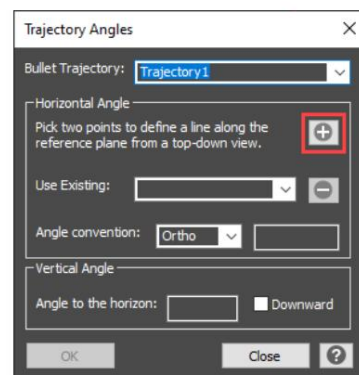 Trajectory Angles
Bullet Trajectory: Trajectory1
Horizontal Angle
Pick two points to define a line along the
reference plane from a top-down view.
Use Existing:
Angle convention: Ortho
Vertical Angle
Angle to the horizon: Downward
OK Close ?